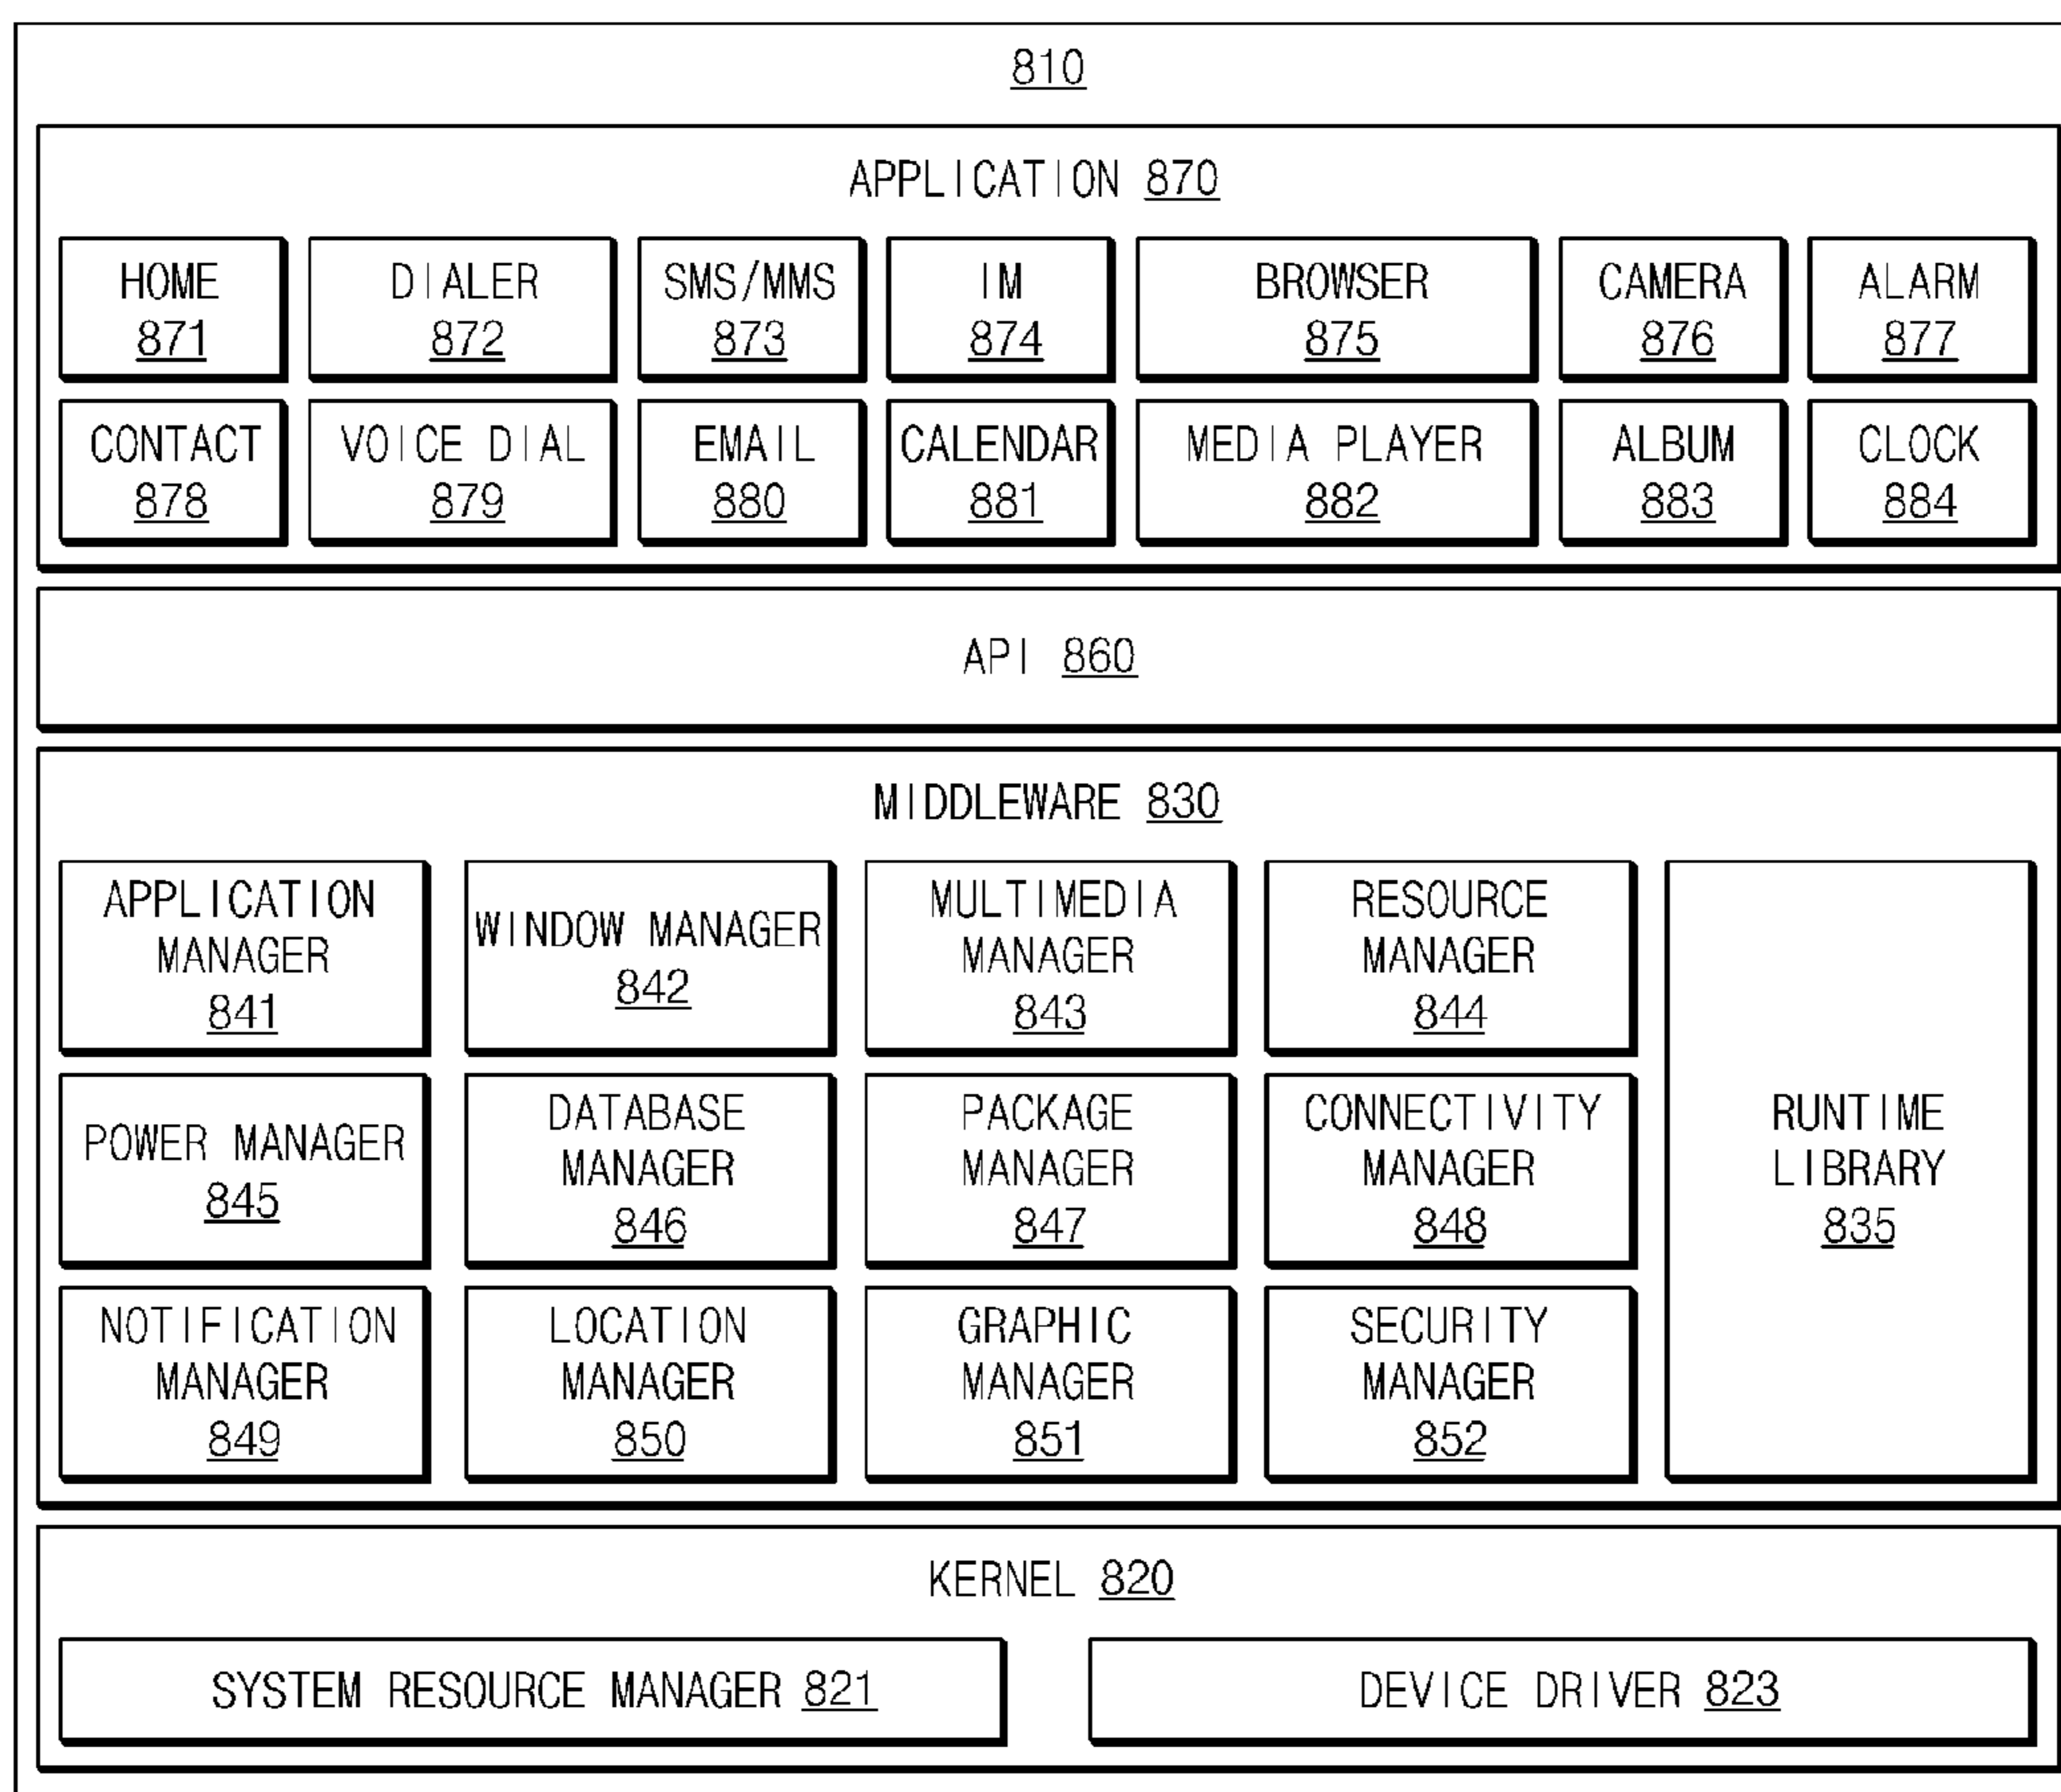 810
APPLICATION 870
HOME
871
DIALER
872
SMS/MMS
873
IM
874
BROWSER
875
CAMERA
876
ALARM
877
CONTACT
878
VOICE DIAL
879
EMAIL
880
CALENDAR
881
MEDIA PLAYER
882
ALBUM
883
CLOCK
884
API 860
MIDDLEWARE 830
APPLICATION
MANAGER
841
WINDOW MANAGER
842
MULTIMEDIA
MANAGER
843
RESOURCE
MANAGER
844
POWER MANAGER
845
DATABASE
MANAGER
846
PACKAGE
MANAGER
847
CONNECTIVITY
MANAGER
848
NOTIFICATION
MANAGER
849
LOCATION
MANAGER
850
GRAPHIC
MANAGER
851
SECURITY
MANAGER
852
RUNTIME
LIBRARY
835
KERNEL 820
SYSTEM RESOURCE MANAGER 821
DEVICE DRIVER 823